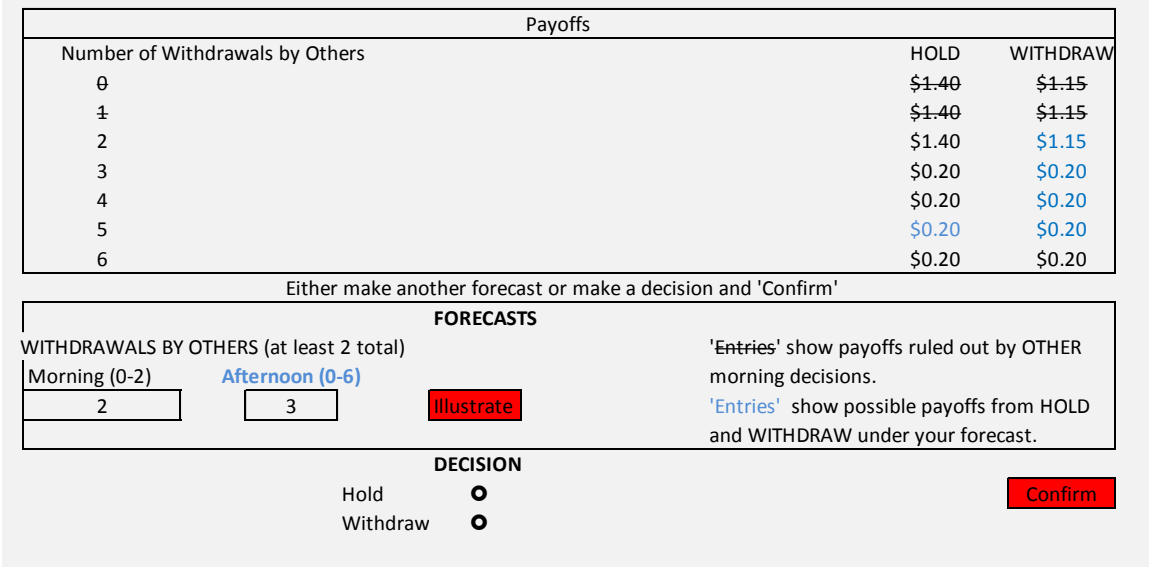 Payoffs
Number of Withdrawals by Others HOLD WITHDRAW
0 $1.40 $1.15
1 $1.40 $1.15
2 $1.40 $1.15
3 $0.20 $0.20
4 $0.20 $0.20
5 $0.20 $0.20
6 $0.20 $0.20
Either make another forecast or make a decision and 'Confirm'
FORECASTS
WITHDRAWALS BY OTHERS (at least 2 total) 'Entries' show payoffs ruled out by OTHER
Morning (0-2) Afternoon (0-6) morning decisions.
2 3 Illustrate 'Entries' show possible payoffs from HOLD
and WITHDRAW under your forecast.
DECISION
Hold Confirm
Withdraw